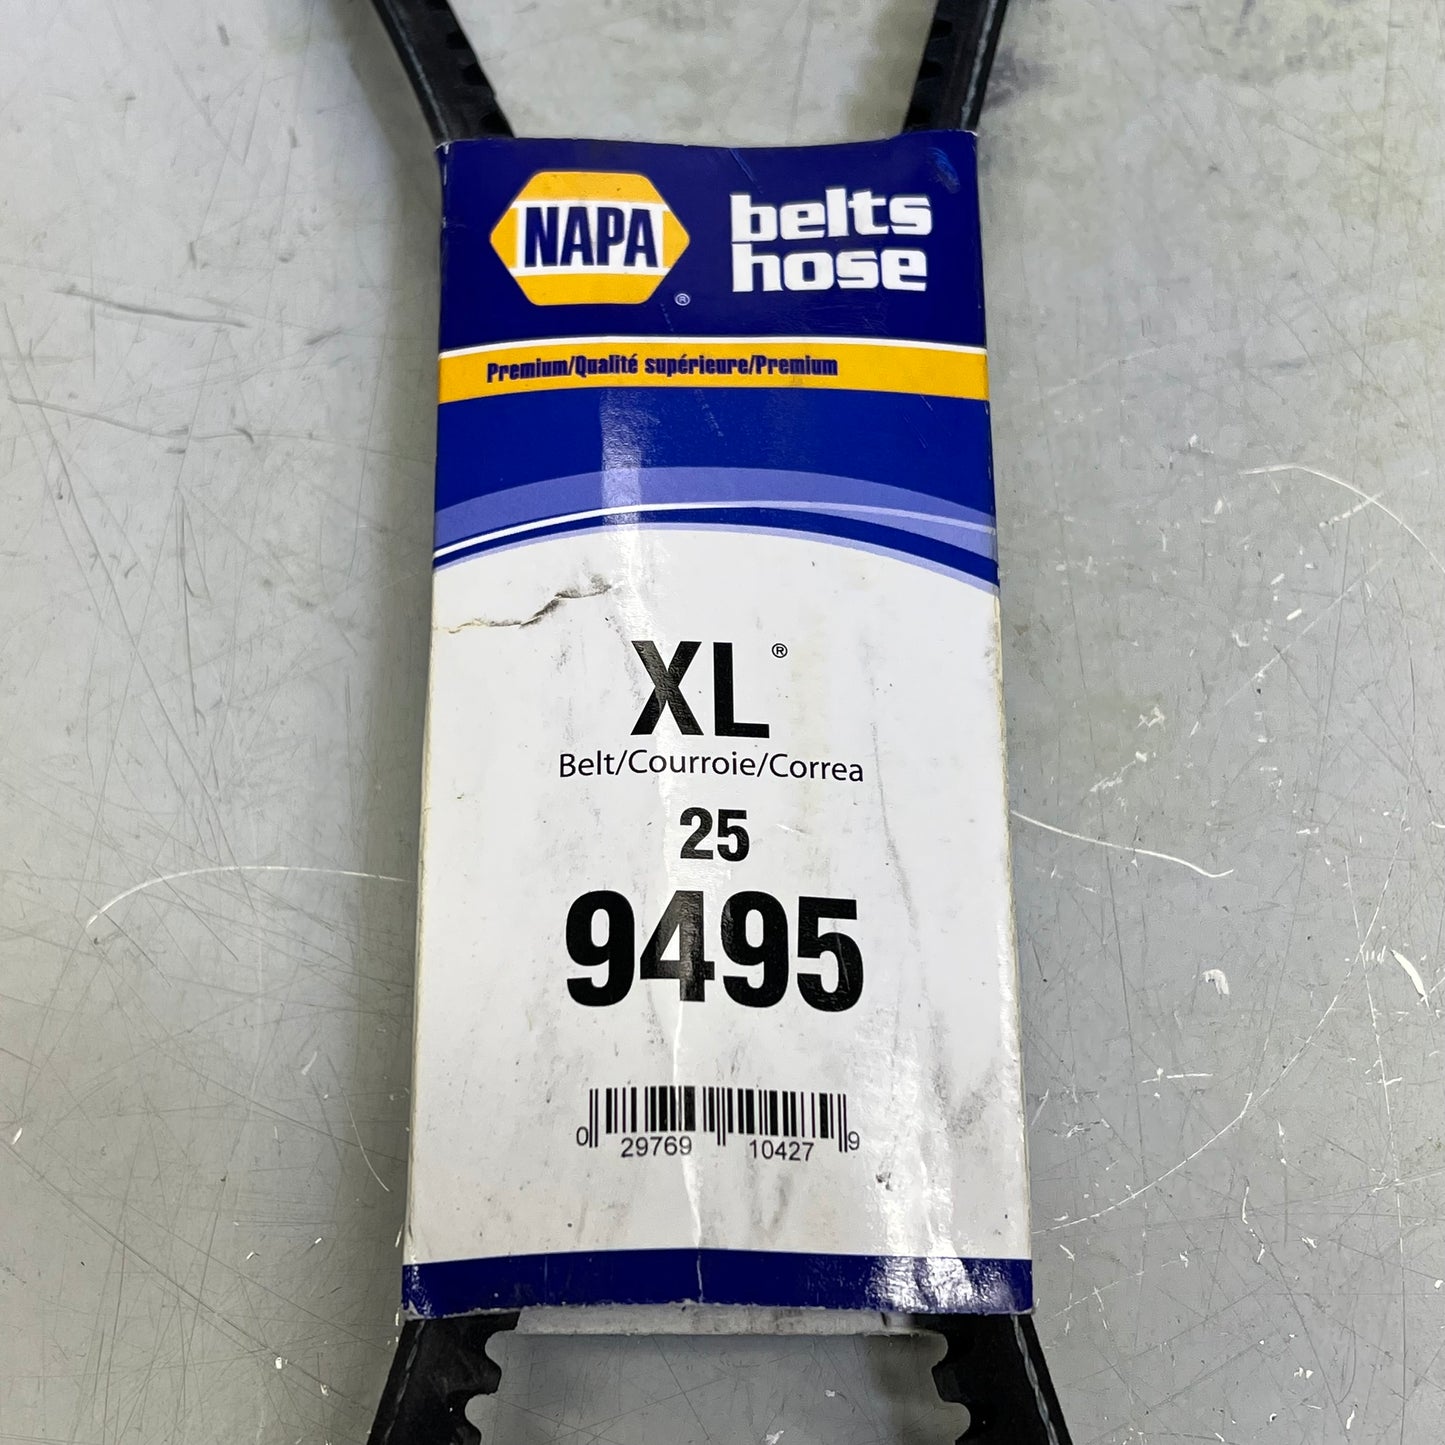 NAPA®
belts
hose
Premium/Qualité supérieure/Premium
XL®
Belt/Courroie/Correa
25
9495
0 29769 10427 9